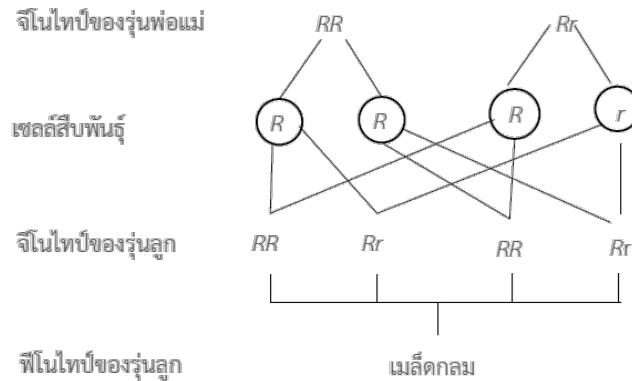 จีโนไทป์ของรุ่นพ่อแม่ RR Rr
เซลล์สืบพันธุ์ R R R r
จีโนไทป์ของรุ่นลูก RR Rr RR Rr
ฟีโนไทป์ของรุ่นลูก เมล็ดกลม